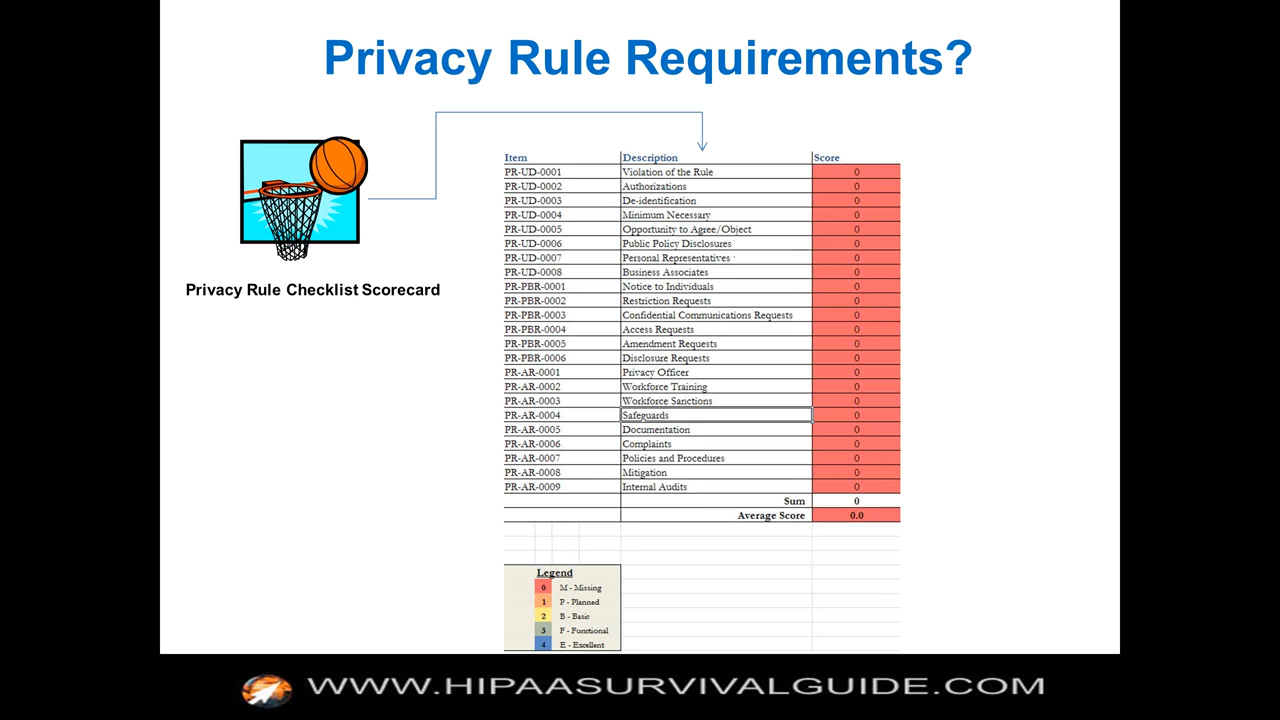 Privacy Rule Requirements?
Privacy Rule Checklist Scorecard
Item Description Score
PR-UD-0001 Violation of the Rule 0
PR-UD-0002 Authorizations 0
PR-UD-0003 De-identification 0
PR-UD-0004 Minimum Necessary 0
PR-UD-0005 Opportunity to Agree/Object 0
PR-UD-0006 Public Policy Disclosures 0
PR-UD-0007 Personal Representatives 0
PR-UD-0008 Business Associates 0
PR-PBR-0001 Notice to Individuals 0
PR-PBR-0002 Restriction Requests 0
PR-PBR-0003 Confidential Communications Requests 0
PR-PBR-0004 Access Requests 0
PR-PBR-0005 Amendment Requests 0
PR-PBR-0006 Disclosure Requests 0
PR-AR-0001 Privacy Officer 0
PR-AR-0002 Workforce Training 0
PR-AR-0003 Workforce Sanctions 0
PR-AR-0004 Safeguards 0
PR-AR-0005 Documentation 0
PR-AR-0006 Complaints 0
PR-AR-0007 Policies and Procedures 0
PR-AR-0008 Mitigation 0
PR-AR-0009 Internal Audits 0
Sum 0
Average Score 0.0
Legend
0 M - Missing
1 P - Planned
2 B - Basic
3 F - Functional
4 E - Excellent
WWW.HIPAASURVIVALGUIDE.COM